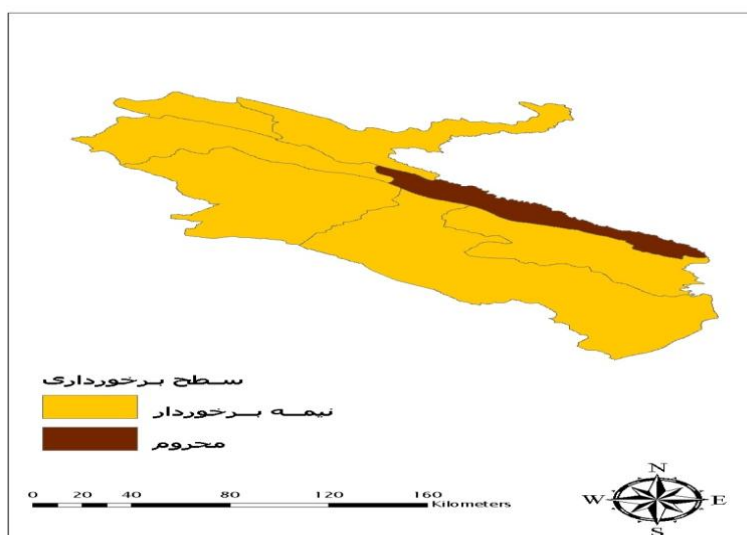 سطح برخورداری
نیمه برخوردار
محروم
0 20 40 80 120 160
Kilometers
N
W E
S